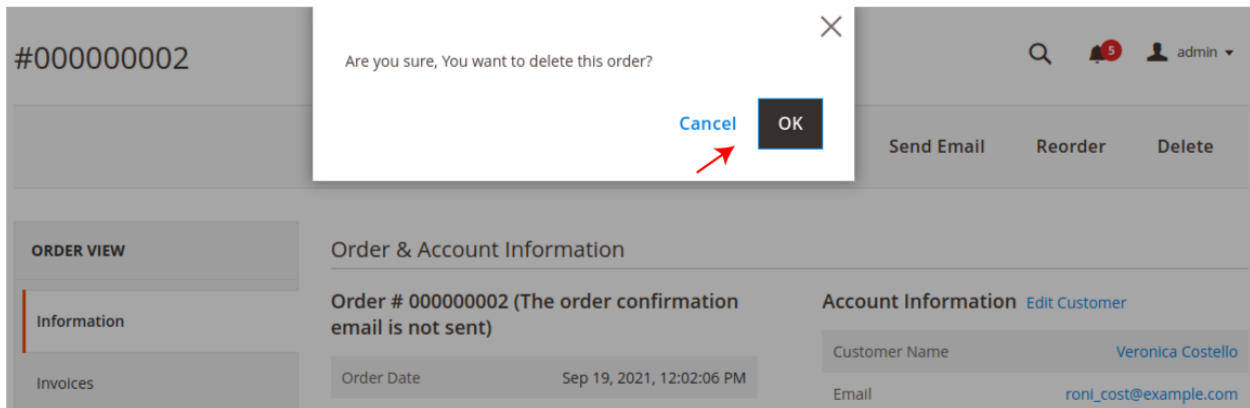 #000000002
Are you sure, You want to delete this order?
5
admin
Cancel
OK
Send Email
Reorder
Delete
ORDER VIEW
Information
Invoices
Order & Account Information
Order # 000000002 (The order confirmation
email is not sent)
Order Date Sep 19, 2021, 12:02:06 PM
Account Information Edit Customer
Customer Name Veronica Costello
Email roni_cost@example.com